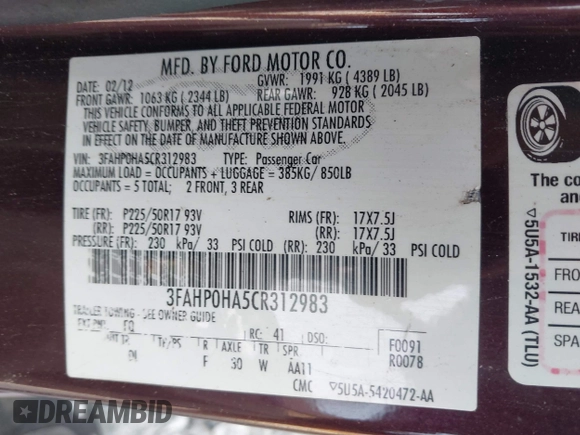 MFD. BY FORD MOTOR CO.
DATE: 02/12 GVWR: 1991 KG ( 4389 LB)
FRONT GAWR: 1063 KG ( 2344 LB) REAR GAWR: 928 KG ( 2045 LB)
THIS VEHICLE CONFORMS TO ALL APPLICABLE FEDERAL MOTOR
VEHICLE SAFETY, BUMPER, AND THEFT PREVENTION STANDARDS
IN EFFECT ON THE DATE OF MANUFACTURE SHOWN ABOVE.
VIN: 3FAHP0HA5CR312983 TYPE: Passenger Car
MAXIMUM LOAD = OCCUPANTS + LUGGAGE = 385KG/ 850LB
OCCUPANTS = 5 TOTAL; 2 FRONT, 3 REAR
TIRE (FR): P225/50R17 93V RIMS (FR): 17X7.5J
(RR): P225/50R17 93V (RR): 17X7.5J
PRESSURE (FR): 230 kPa/ 33 PSI COLD (RR): 230 kPa/ 33 PSI COLD
3FAHP0HA5CR312983
TRAILER TOWING - SEE OWNER GUIDE
RC: 41 DSO: F0091
R AXLE TR SPR R0078
F 30 W AA11
CMC ▽5U5A-5420472-AA
The co
an
TIRE
FRO
REA
▽5U5A-1532-AA (TLU)
DREAMBID